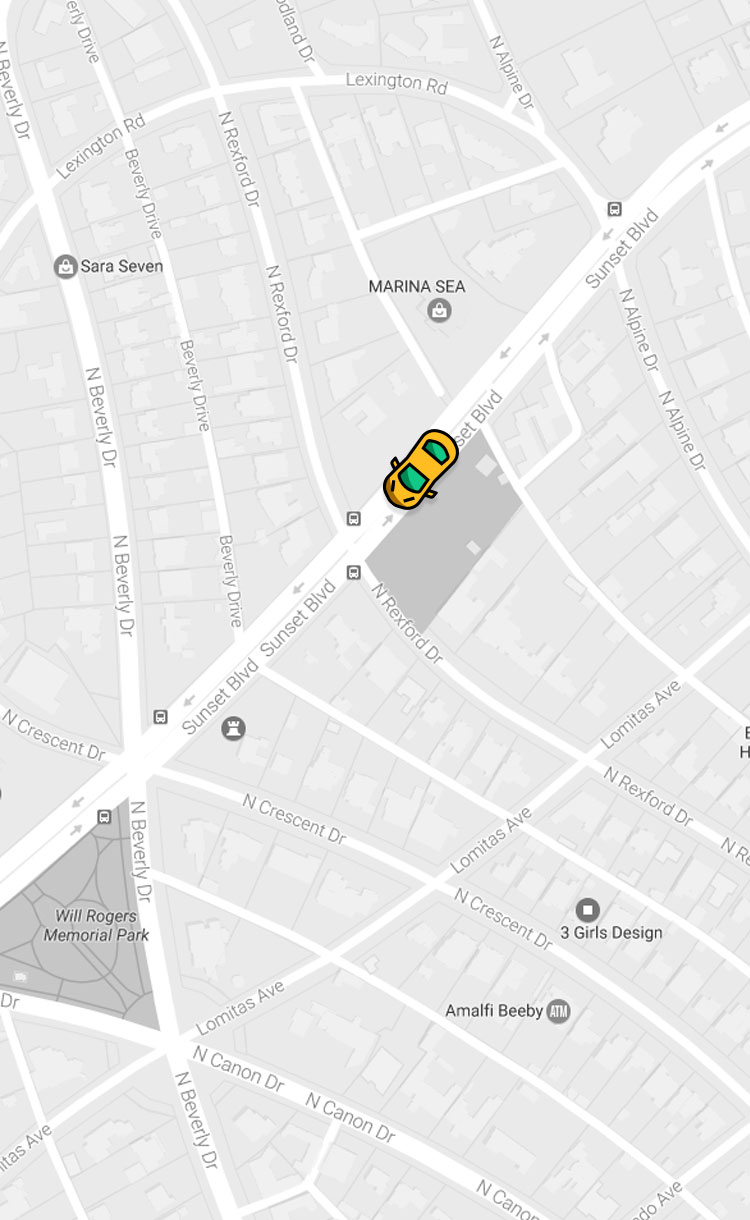 erly Drive
odland Dr
N Alpine Dr
N Beverly Dr
Lexington Rd
Lexington Rd
N Rexford Dr
Beverly Drive
Sunset Blvd
Sara Seven
MARINA SEA
N Rexford Dr
N Alpine Dr
Beverly Drive
N Beverly Dr
set Blvd
N Alpine Dr
N Beverly Dr
Beverly Drive
Sunset Blvd
N Rexford Dr
Sunset Blvd
Lomitas Ave
N Crescent Dr
E
H
N Rexford Dr
N Crescent Dr
N Beverly Dr
Lomitas Ave
N Re
N Crescent Dr
Will Rogers
Memorial Park
3 Girls Design
Dr
Lomitas Ave
Amalfi Beeby
ATM
N Canon Dr
N Beverly Dr
N Canon Dr
nitas Ave
N Canon
ndo Ave